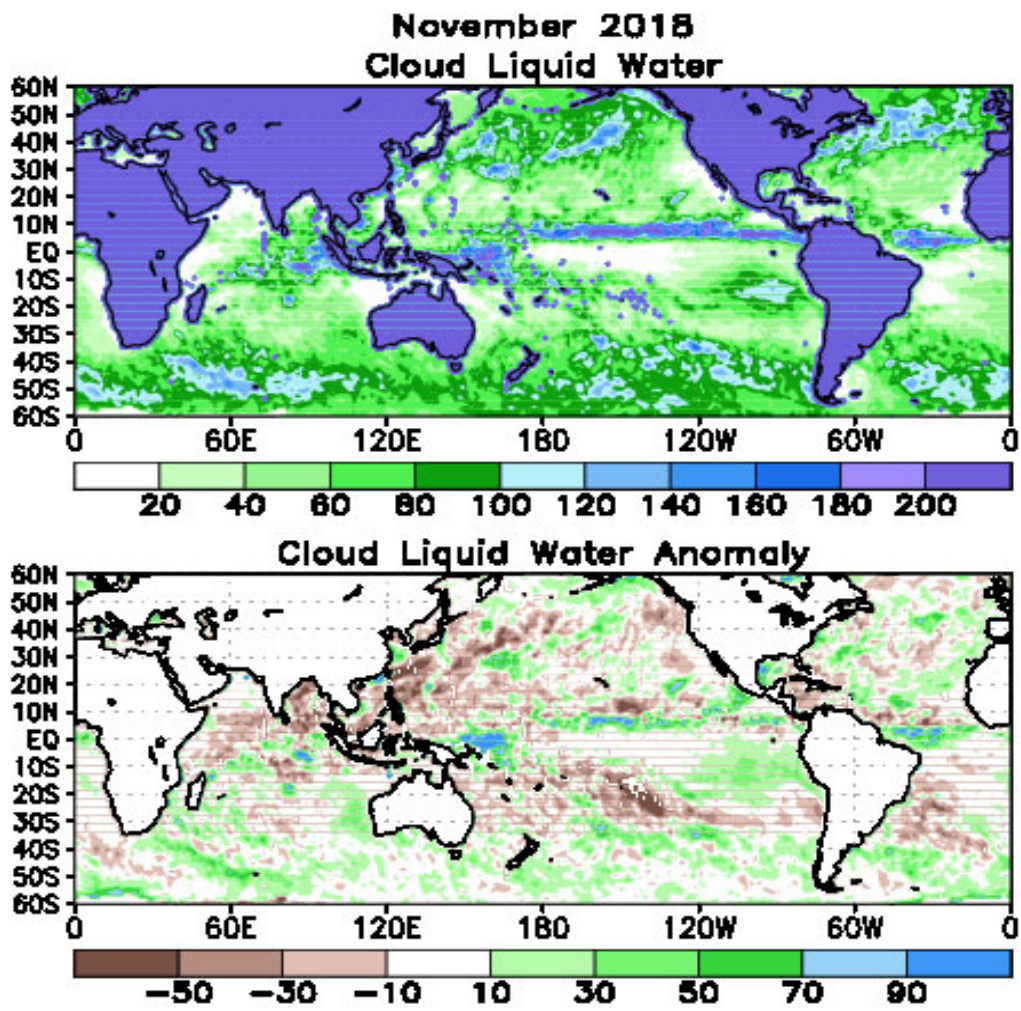 November 2018
Cloud Liquid Water
60N
50N
40N
30N
20N
10N
EQ
10S
20S
30S
40S
50S
60S
0 60E 120E 180 120W 60W 0
20 40 60 80 100 120 140 160 180 200
Cloud Liquid Water Anomaly
60N
50N
40N
30N
20N
10N
EQ
10S
20S
30S
40S
50S
60S
0 60E 120E 180 120W 60W 0
-50 -30 -10 10 30 50 70 90